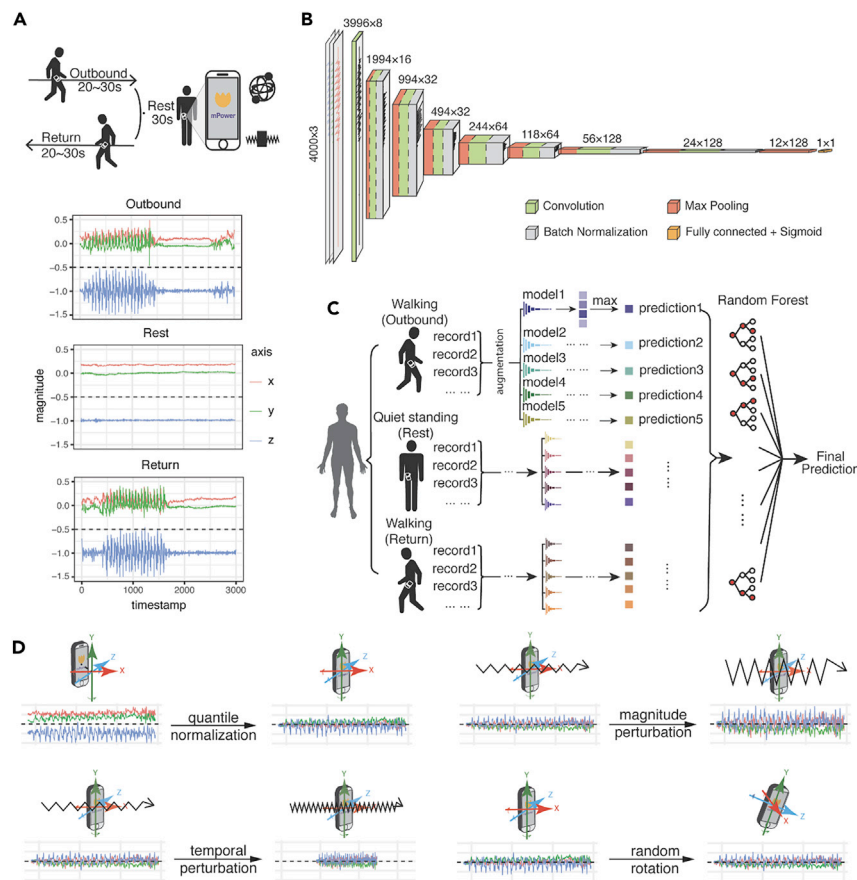 A
Outbound
20~30s
Rest
30s
mPower
Return
20~30s
Outbound
0.5
0.0
−0.5
−1.0
−1.5
Rest
0.5
0.0
−0.5
−1.0
−1.5
magnitude
axis
x
y
z
Return
0.5
0.0
−0.5
−1.0
−1.5
0 1000 2000 3000
timestamp
B
4000×3
3996×8
1994×16
994×32
494×32
244×64
118×64
56×128
24×128
12×128
1×1
Convolution
Max Pooling
Batch Normalization
Fully connected + Sigmoid
C
Walking
(Outbound)
record1
record2
record3
... ...
augmentation
model1
max
prediction1
model2
prediction2
model3
prediction3
model4
prediction4
model5
prediction5
Random Forest
Quiet standing
(Rest)
record1
record2
record3
... ...
Final
Prediction
Walking
(Return)
record1
record2
record3
... ...
D
Y
Z
X
quantile
normalization
Y
Z
X
Y
Z
X
magnitude
perturbation
Y
Z
X
Y
Z
X
temporal
perturbation
Y
Z
X
Y
Z
X
random
rotation
Y
Z
X